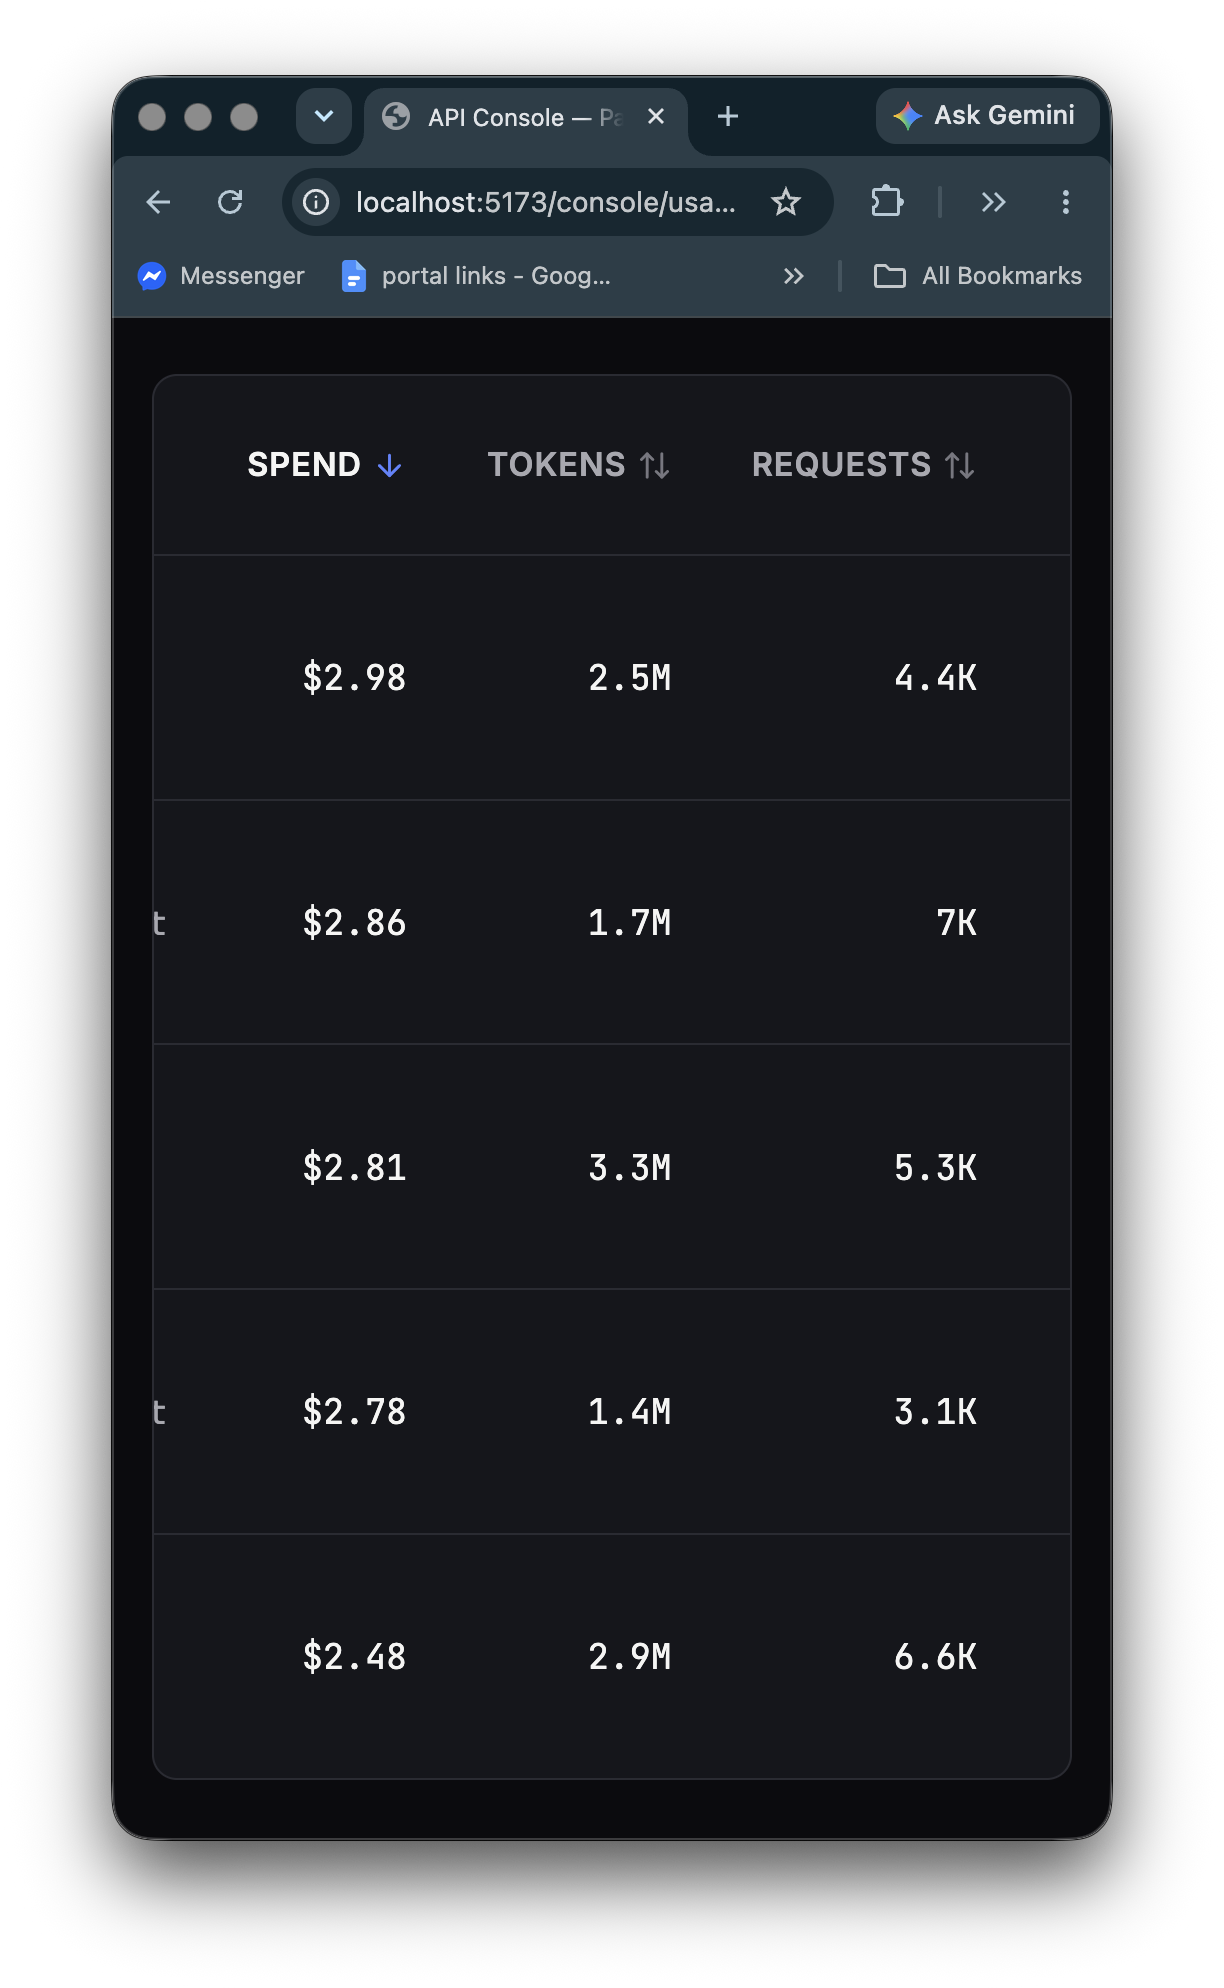 API Console — Pa
Ask Gemini
localhost:5173/console/usa...
Messenger
portal links - Goog...
All Bookmarks
SPEND TOKENS REQUESTS
$2.98 2.5M 4.4K
t $2.86 1.7M 7K
$2.81 3.3M 5.3K
t $2.78 1.4M 3.1K
$2.48 2.9M 6.6K